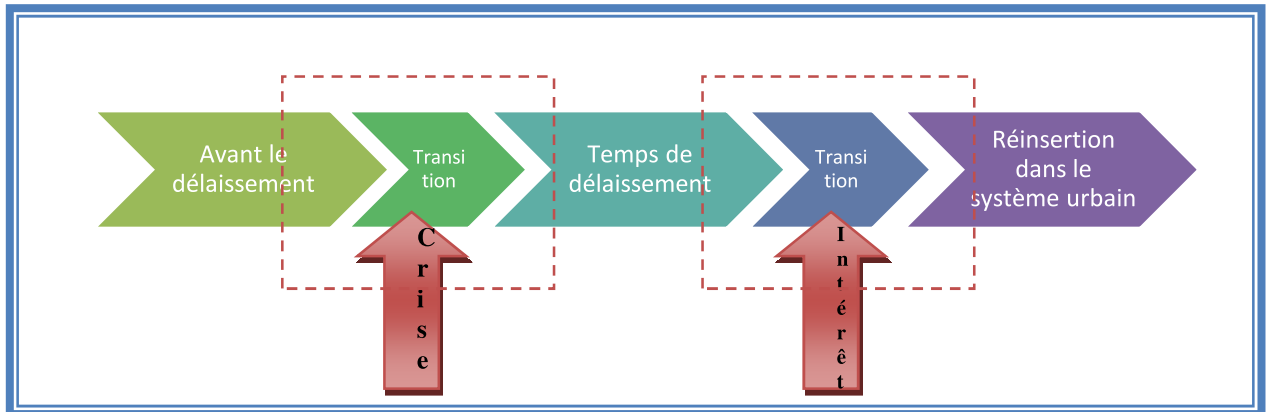 Avant le
délaissement
Transi
tion
Temps de
délaissement
Transi
tion
Réinsertion
dans le
système urbain
C
r
i
s
e
I
n
t
é
r
ê
t